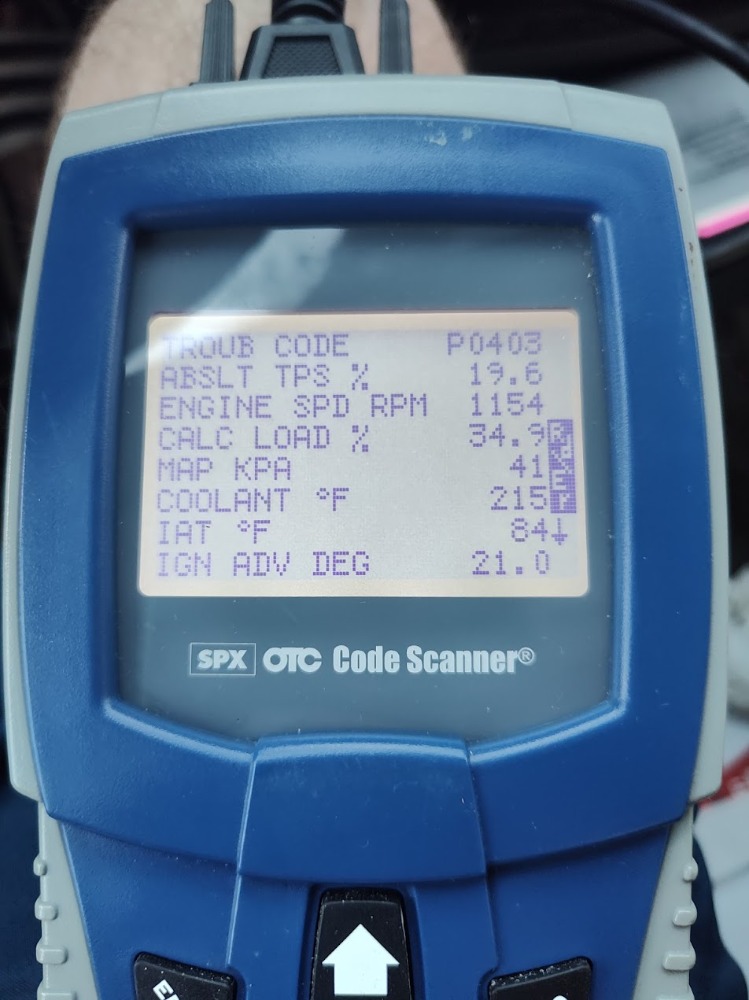 TROUB CODE P0403
ABSLT TPS % 19.6
ENGINE SPD RPM 1154
CALC LOAD % 34.9
MAP KPA 41
COOLANT °F 215
IAT °F 84↓
IGN ADV DEG 21.0
SPX OTC Code Scanner®